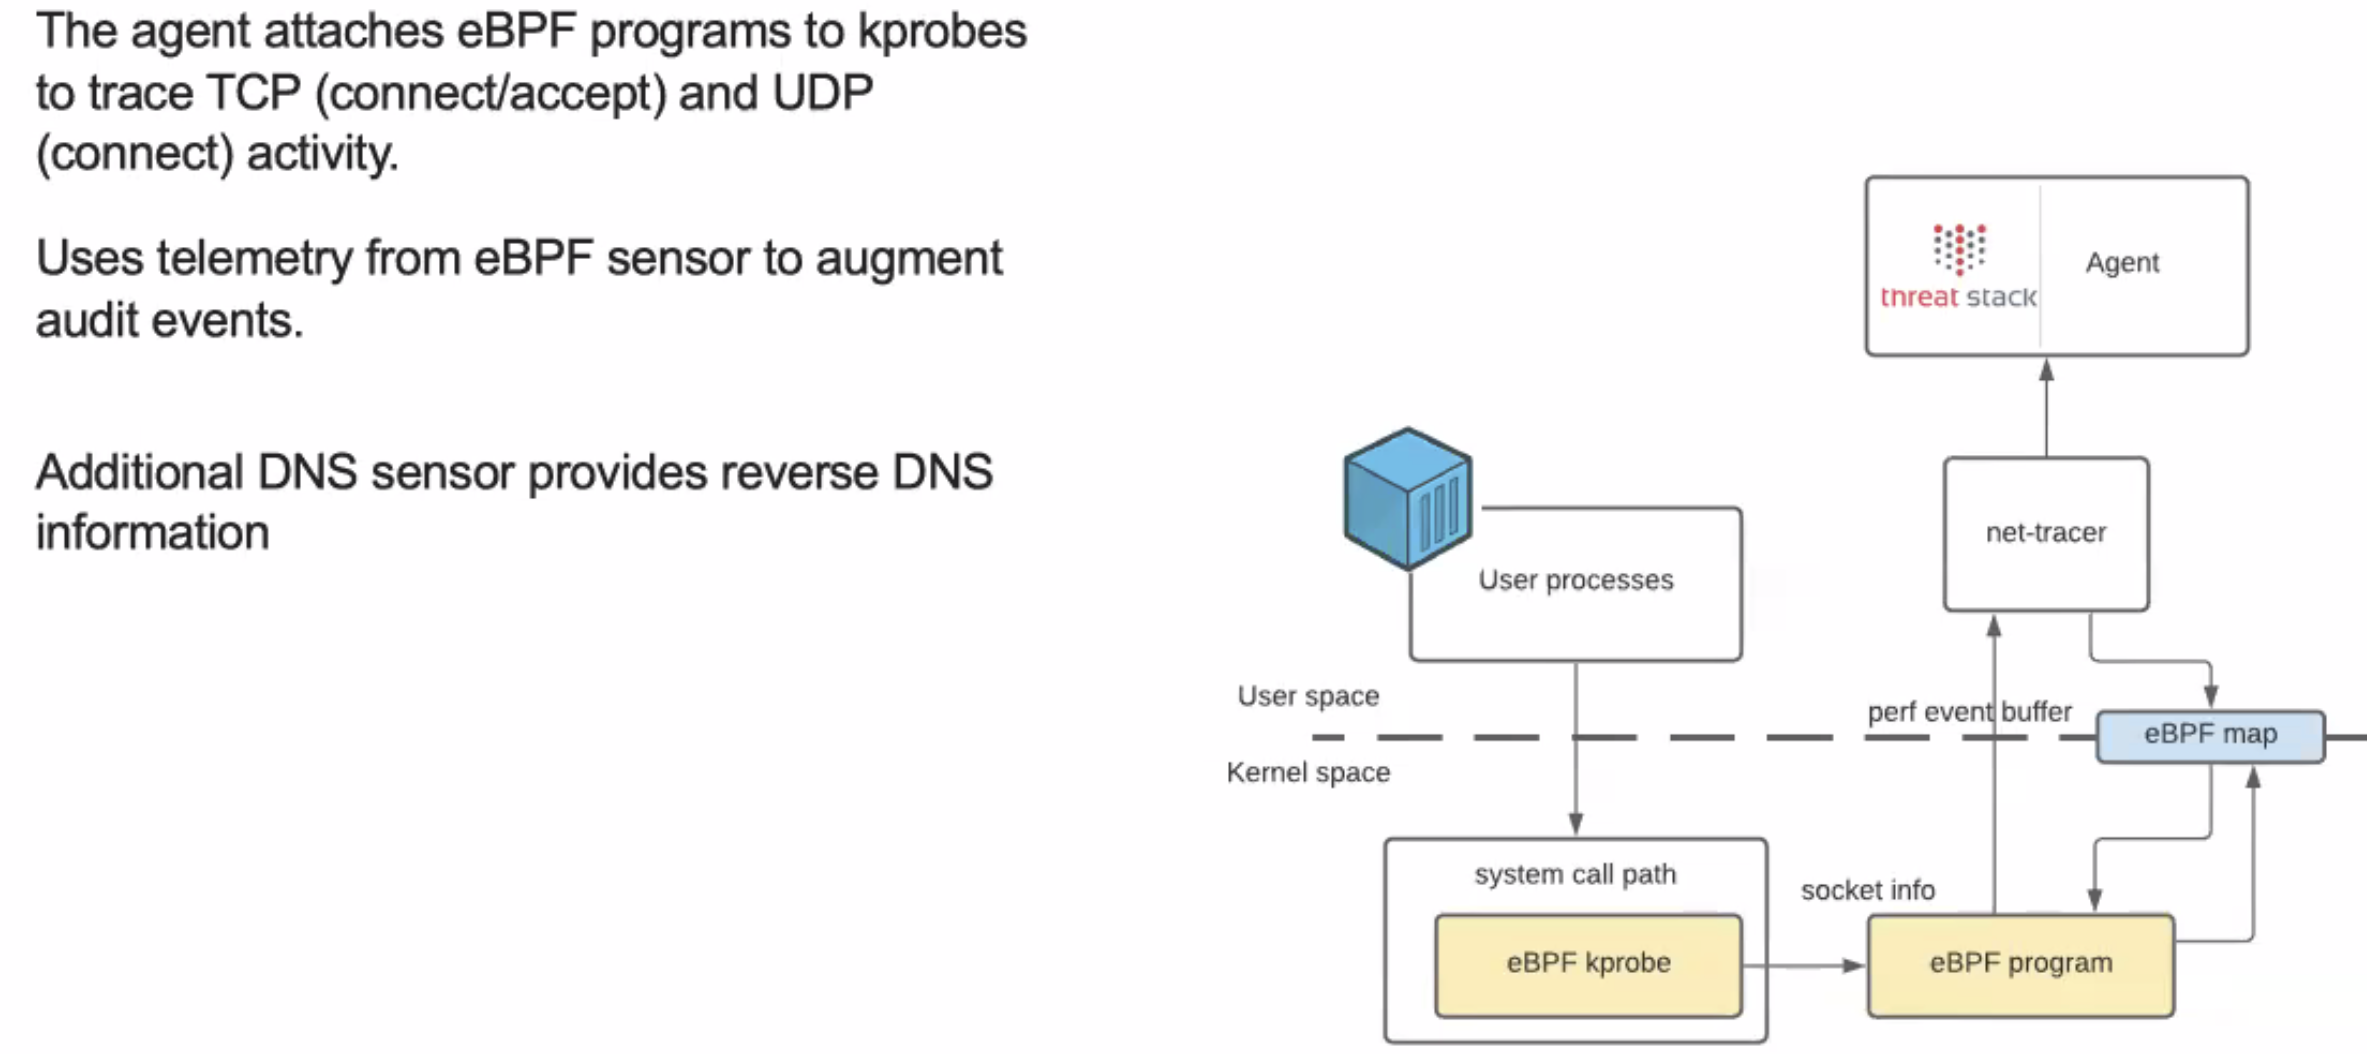 The agent attaches eBPF programs to kprobes
to trace TCP (connect/accept) and UDP
(connect) activity.
Uses telemetry from eBPF sensor to augment
audit events.
Additional DNS sensor provides reverse DNS
information
threat stack
Agent
net-tracer
User processes
User space
perf event buffer
eBPF map
Kernel space
system call path
socket info
eBPF kprobe
eBPF program